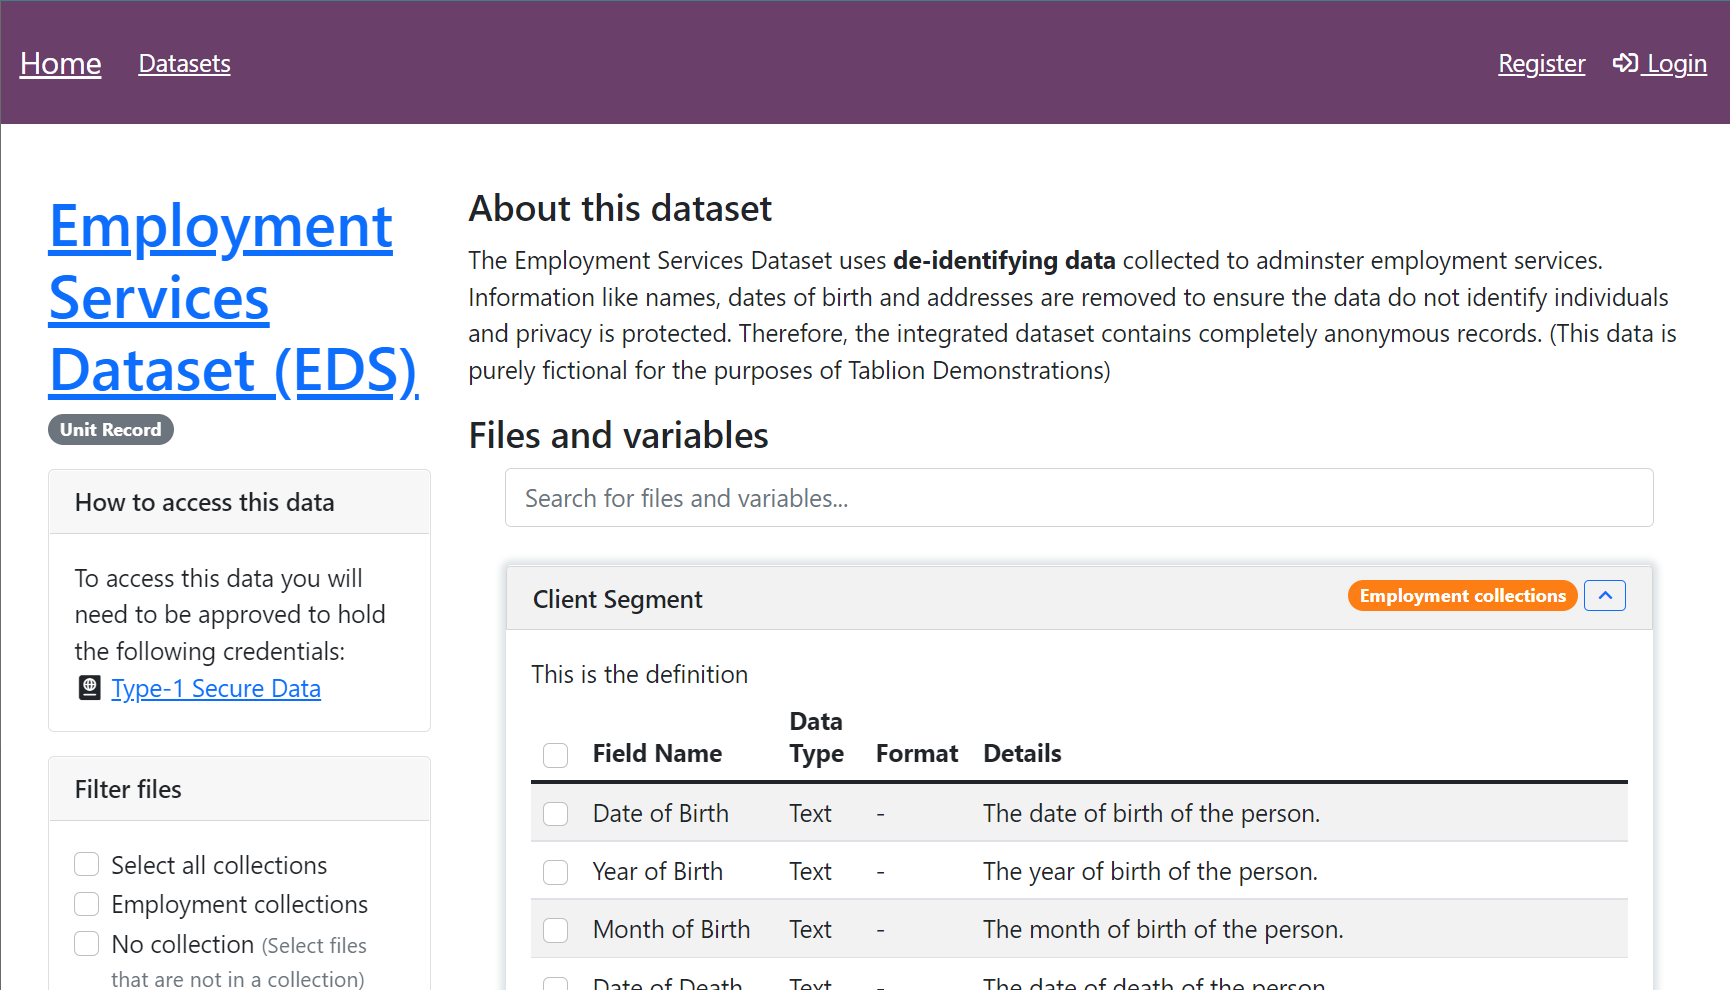 Home Datasets Register Login
Employment
Services
Dataset (EDS)
Unit Record
How to access this data
To access this data you will
need to be approved to hold
the following credentials:
Type-1 Secure Data
Filter files
Select all collections
Employment collections
No collection (Select files
that are not in a collection)
About this dataset
The Employment Services Dataset uses de-identifying data collected to adminster employment services.
Information like names, dates of birth and addresses are removed to ensure the data do not identify individuals
and privacy is protected. Therefore, the integrated dataset contains completely anonymous records. (This data is
purely fictional for the purposes of Tablion Demonstrations)
Files and variables
Search for files and variables...
Client Segment Employment collections
This is the definition
Field Name Data Type Format Details
Date of Birth Text - The date of birth of the person.
Year of Birth Text - The year of birth of the person.
Month of Birth Text - The month of birth of the person.
Date of Death Text - The date of death of the person.